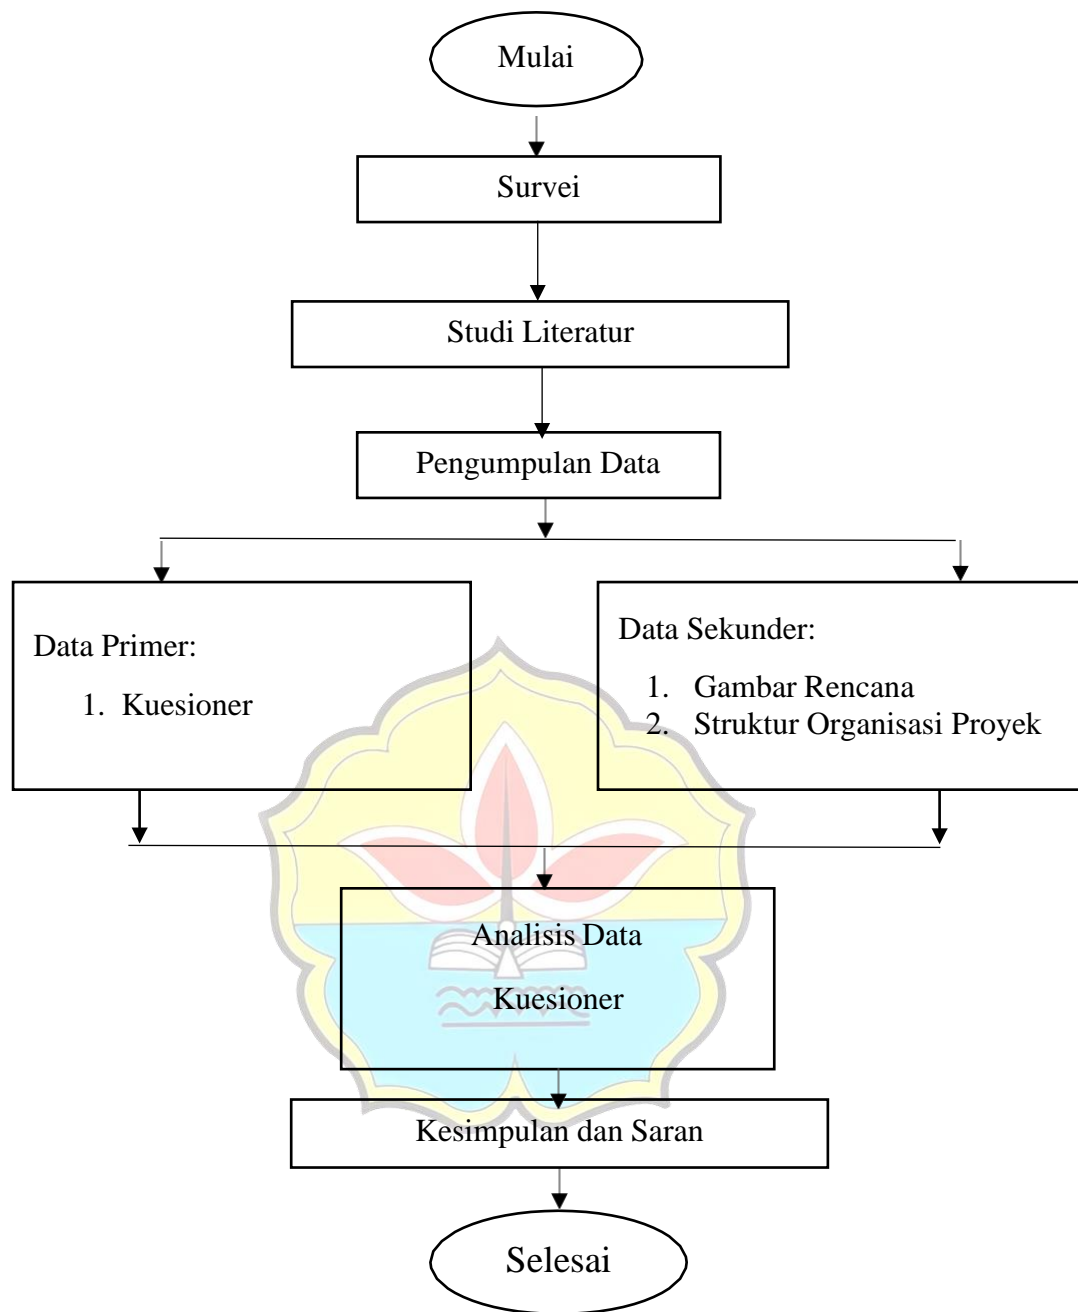 Mulai
Survei
Studi Literatur
Pengumpulan Data
Data Primer:
1. Kuesioner
Data Sekunder:
1. Gambar Rencana
2. Struktur Organisasi Proyek
Analisis Data
Kuesioner
Kesimpulan dan Saran
Selesai